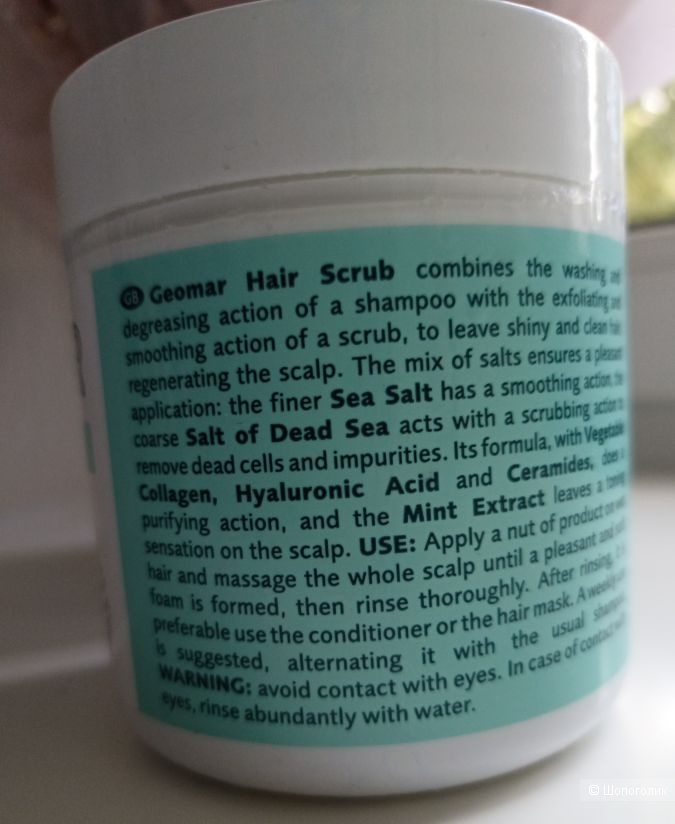 GB Geomar Hair Scrub combines the washing and
degreasing action of a shampoo with the exfoliating and
smoothing action of a scrub, to leave shiny and clean hair,
regenerating the scalp. The mix of salts ensures a pleasant
application: the finer Sea Salt has a smoothing action, the
coarse Salt of Dead Sea acts with a scrubbing action to
remove dead cells and impurities. Its formula, with Vegetable
Collagen, Hyaluronic Acid and Ceramides, does a
purifying action, and the Mint Extract leaves a toning
sensation on the scalp. USE: Apply a nut of product on wet
hair and massage the whole scalp until a pleasant and soft
foam is formed, then rinse thoroughly. After rinsing, it is
preferable use the conditioner or the hair mask. A weekly use
is suggested, alternating it with the usual shampoo.
WARNING: avoid contact with eyes. In case of contact with
eyes, rinse abundantly with water.
© Шопоголик